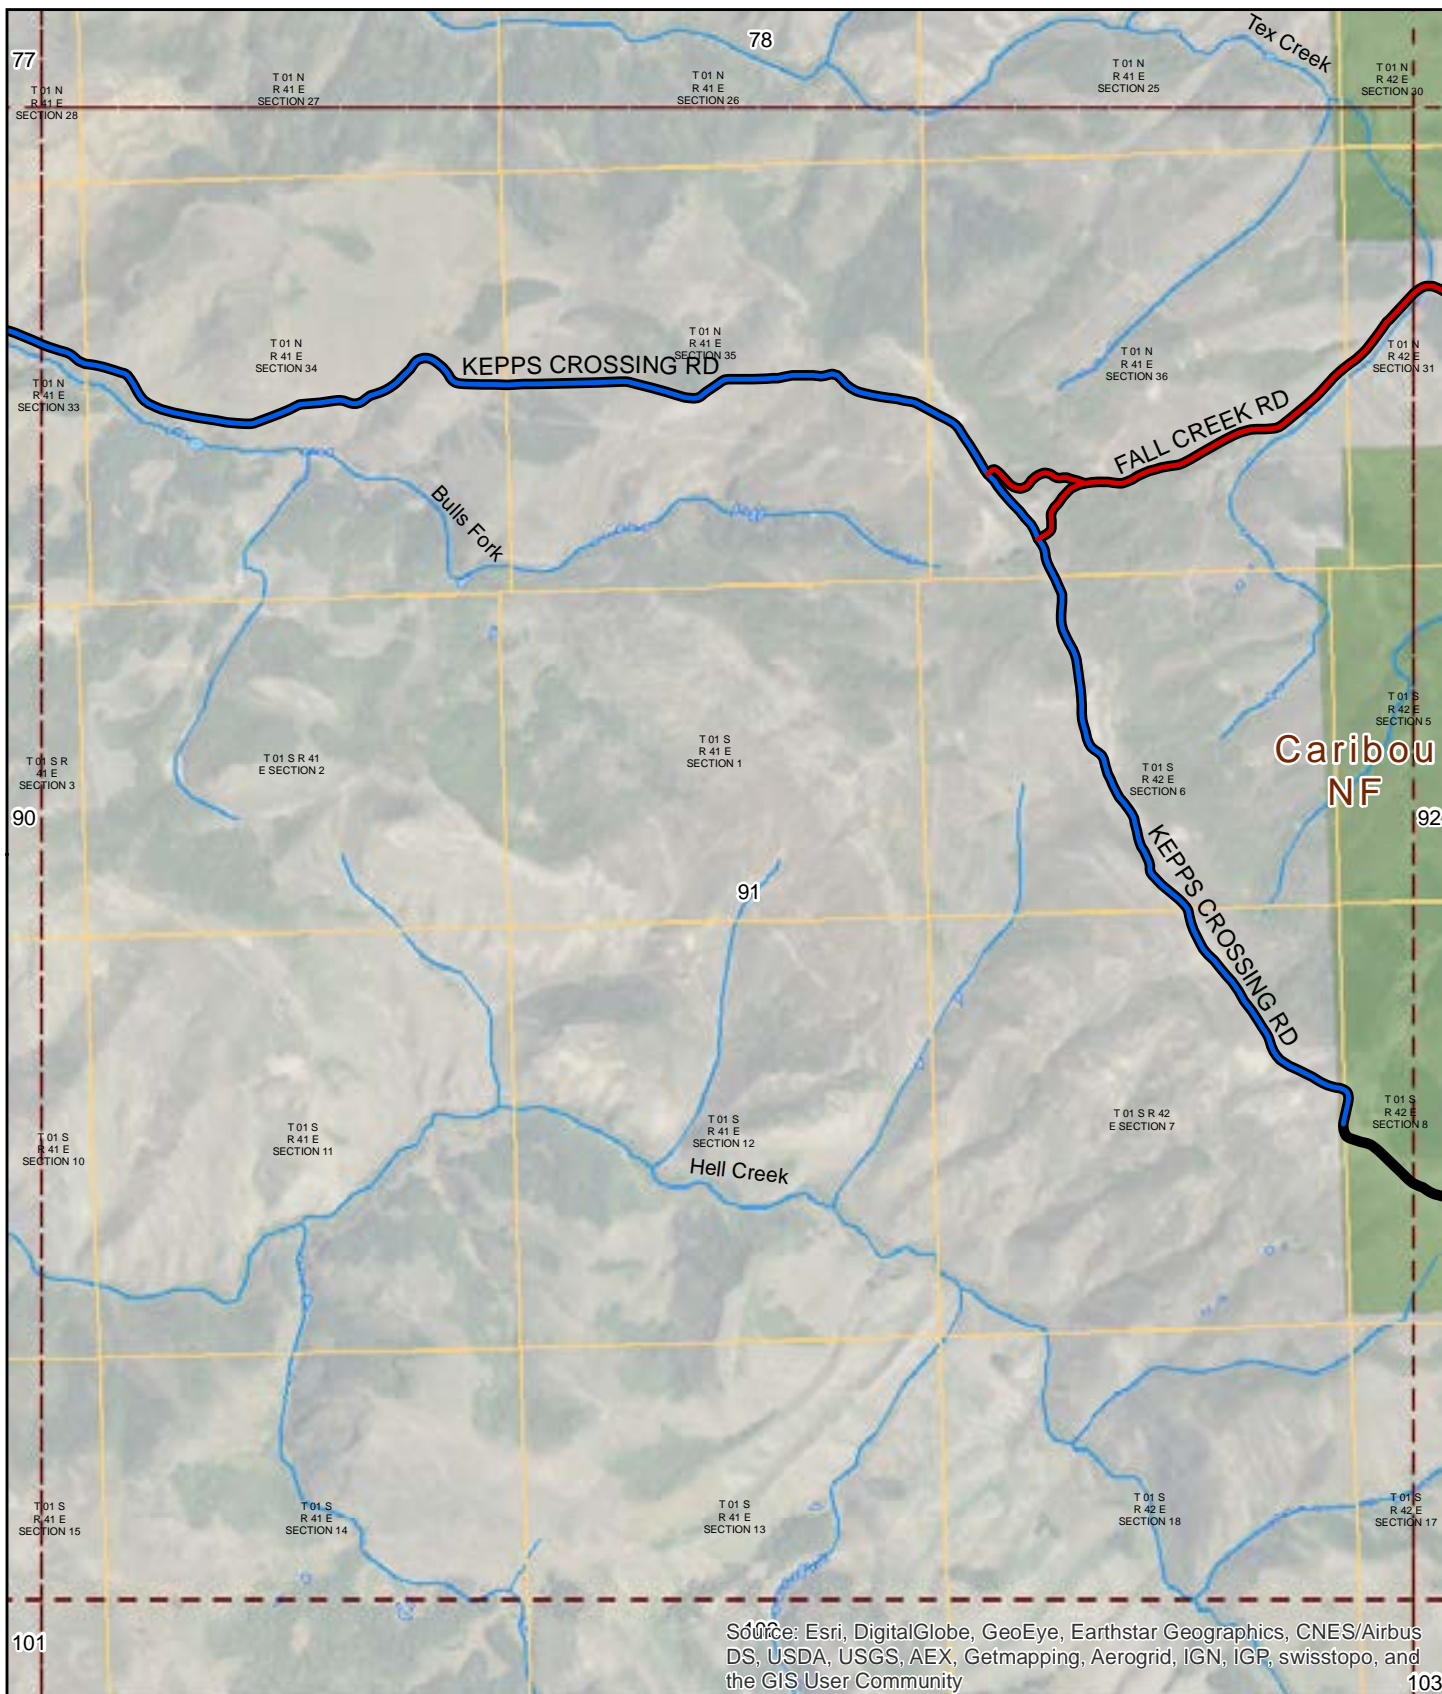 77
78
Tex Creek
T 01 N
R 41 E
SECTION 28
T 01 N
R 41 E
SECTION 27
T 01 N
R 41 E
SECTION 26
T 01 N
R 41 E
SECTION 25
T 01 N
R 42 E
SECTION 30
T 01 N
R 41 E
SECTION 33
T 01 N
R 41 E
SECTION 34
T 01 N
R 41 E
SECTION 35
KEPPS CROSSING RD
T 01 N
R 41 E
SECTION 36
T 01 N
R 42 E
SECTION 31
FALL CREEK RD
Bulls Fork
T 01 S R
41 E
SECTION 3
T 01 S R 41
E SECTION 2
T 01 S
R 41 E
SECTION 1
T 01 S
R 42 E
SECTION 6
T 01 S
R 42 E
SECTION 5
Caribou
NF
90
91
92
KEPPS CROSSING RD
T 01 S
R 41 E
SECTION 10
T 01 S
R 41 E
SECTION 11
T 01 S
R 41 E
SECTION 12
T 01 S R 42
E SECTION 7
T 01 S
R 42 E
SECTION 8
Hell Creek
T 01 S
R 41 E
SECTION 15
T 01 S
R 41 E
SECTION 14
T 01 S
R 41 E
SECTION 13
T 01 S
R 42 E
SECTION 18
T 01 S
R 42 E
SECTION 17
101
Source: Esri, DigitalGlobe, GeoEye, Earthstar Geographics, CNES/Airbus
DS, USDA, USGS, AEX, Getmapping, Aerogrid, IGN, IGP, swisstopo, and
the GIS User Community
103